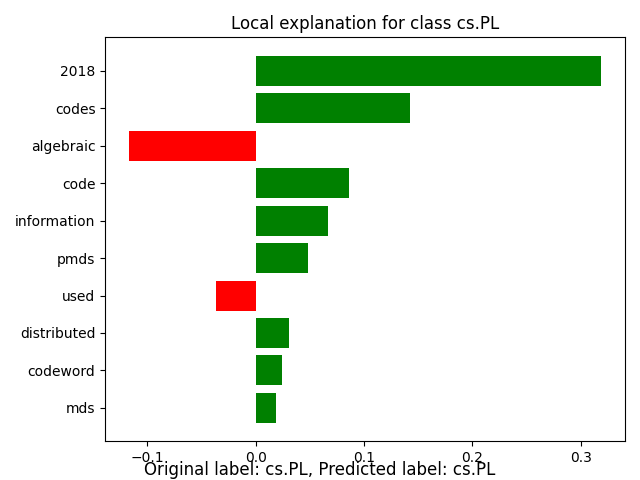 Local explanation for class cs.PL
2018
codes
algebraic
code
information
pmds
used
distributed
codeword
mds
−0.1 0.0 0.1 0.2 0.3
Original label: cs.PL, Predicted label: cs.PL